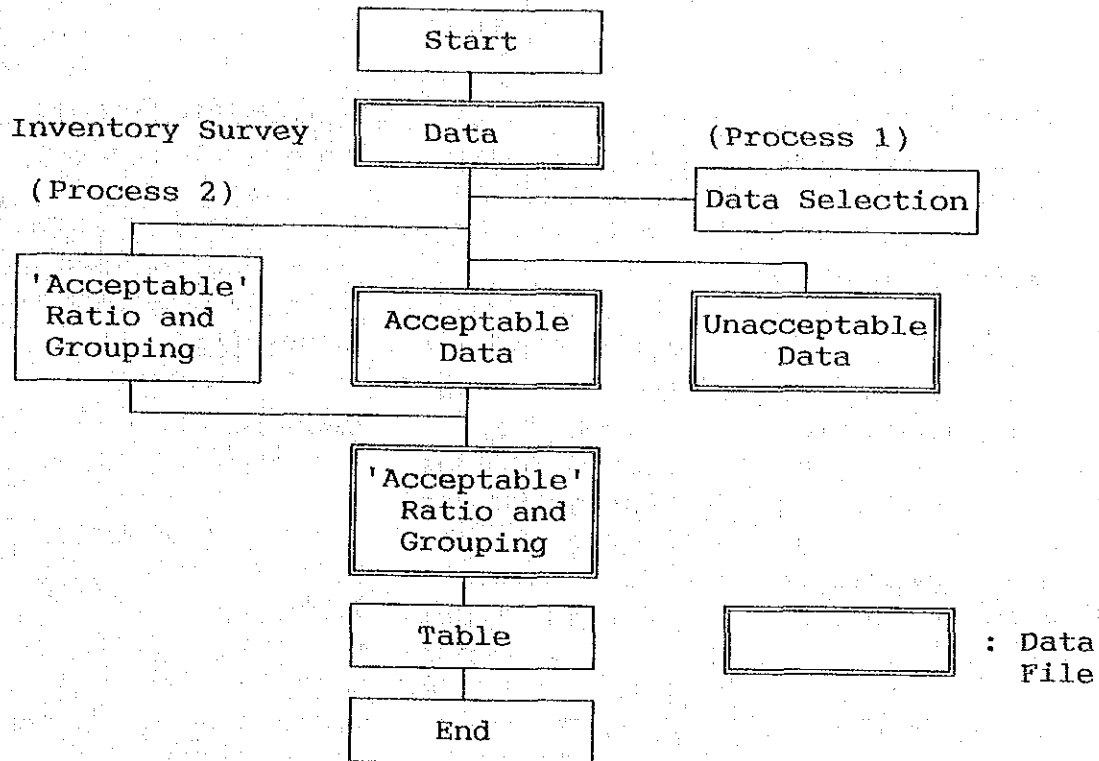 Start
Inventory Survey
Data
(Process 1)
(Process 2)
Data Selection
'Acceptable'
Ratio and
Grouping
Acceptable
Data
Unacceptable
Data
'Acceptable'
Ratio and
Grouping
Table
: Data
File
End